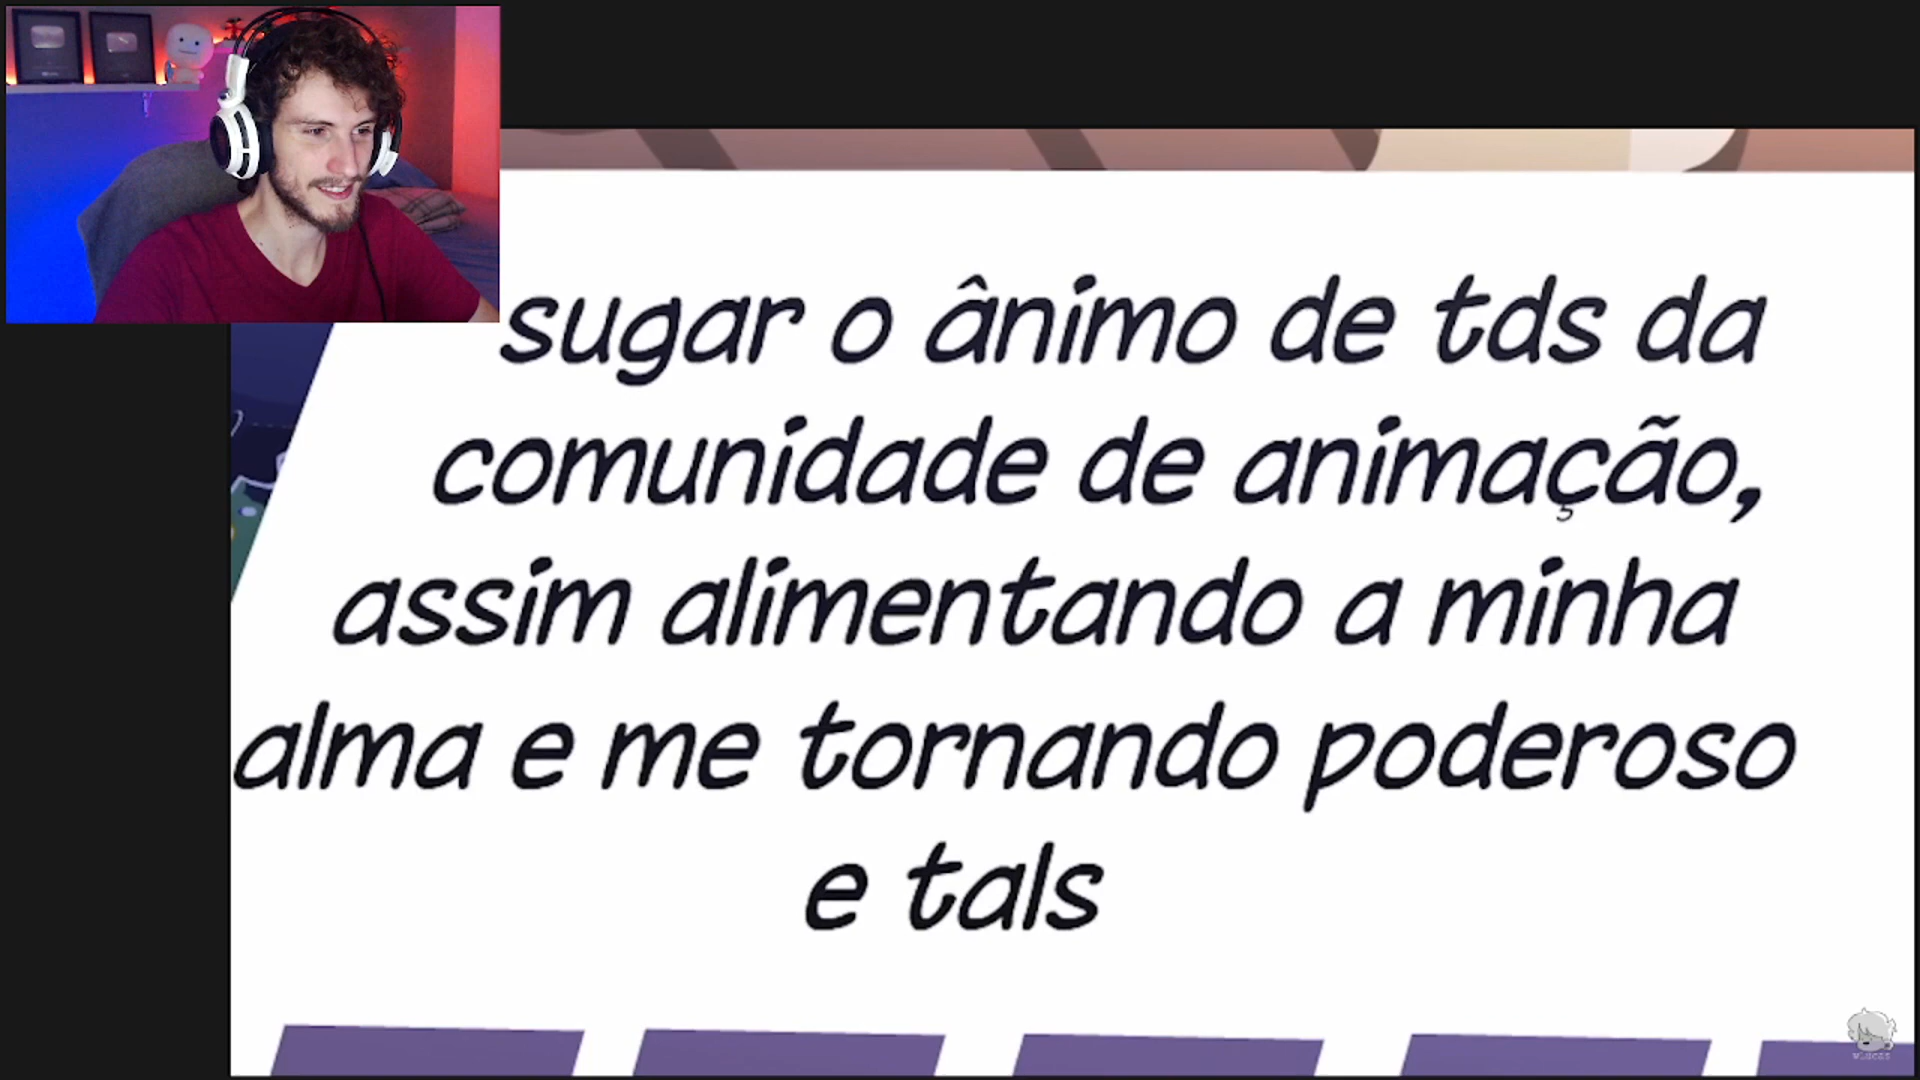 sugar o ânimo de tds da
comunidade de animação,
assim alimentando a minha
alma e me tornando poderoso
e tals